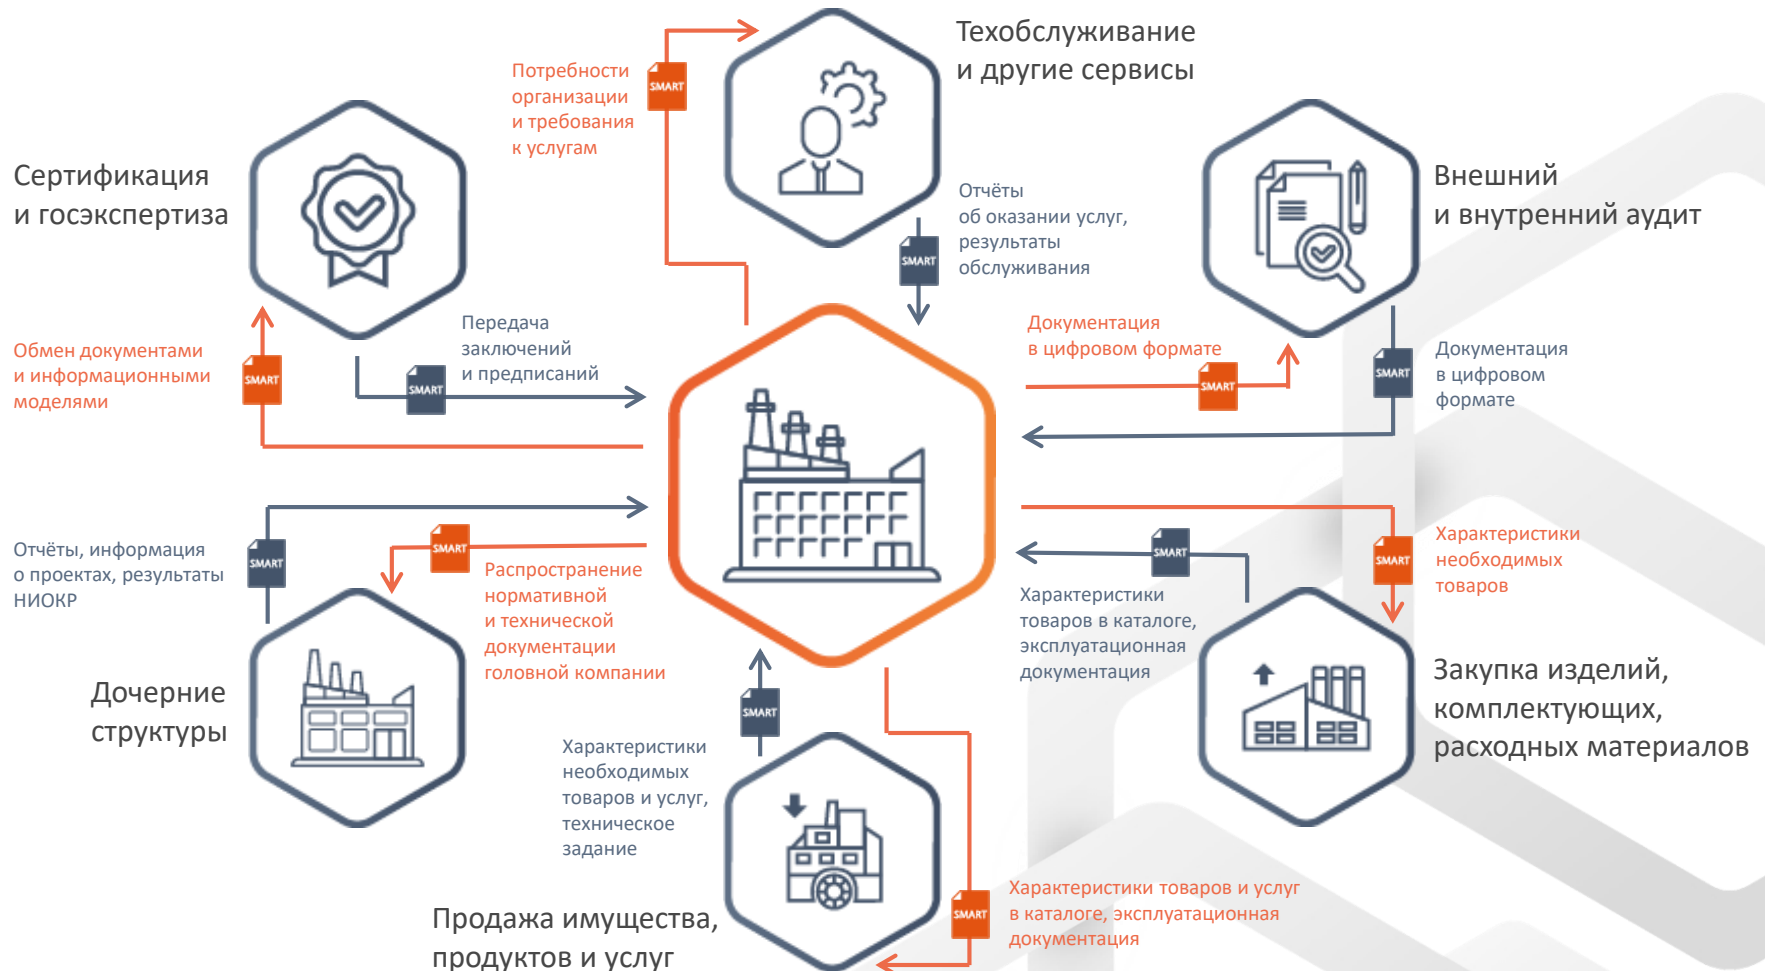 Техобслуживание
и другие сервисы
Потребности
организации
и требования
к услугам
SMART
Сертификация
и госэкспертиза
Отчёты
об оказании услуг,
результаты
обслуживания
SMART
Внешний
и внутренний аудит
Обмен документами
и информационными
моделями
SMART
Передача
заключений
и предписаний
SMART
Документация
в цифровом формате
SMART
Документация
в цифровом
формате
SMART
Отчёты, информация
о проектах, результаты
НИОКР
SMART
SMART
Распространение
нормативной
и технической
документации
головной компании
SMART
Характеристики
товаров в каталоге,
эксплуатационная
документация
SMART
Характеристики
необходимых
товаров
Дочерние
структуры
SMART
Характеристики
необходимых
товаров и услуг,
техническое
задание
Закупка изделий,
комплектующих,
расходных материалов
Продажа имущества,
продуктов и услуг
SMART
Характеристики товаров и услуг
в каталоге, эксплуатационная
документация